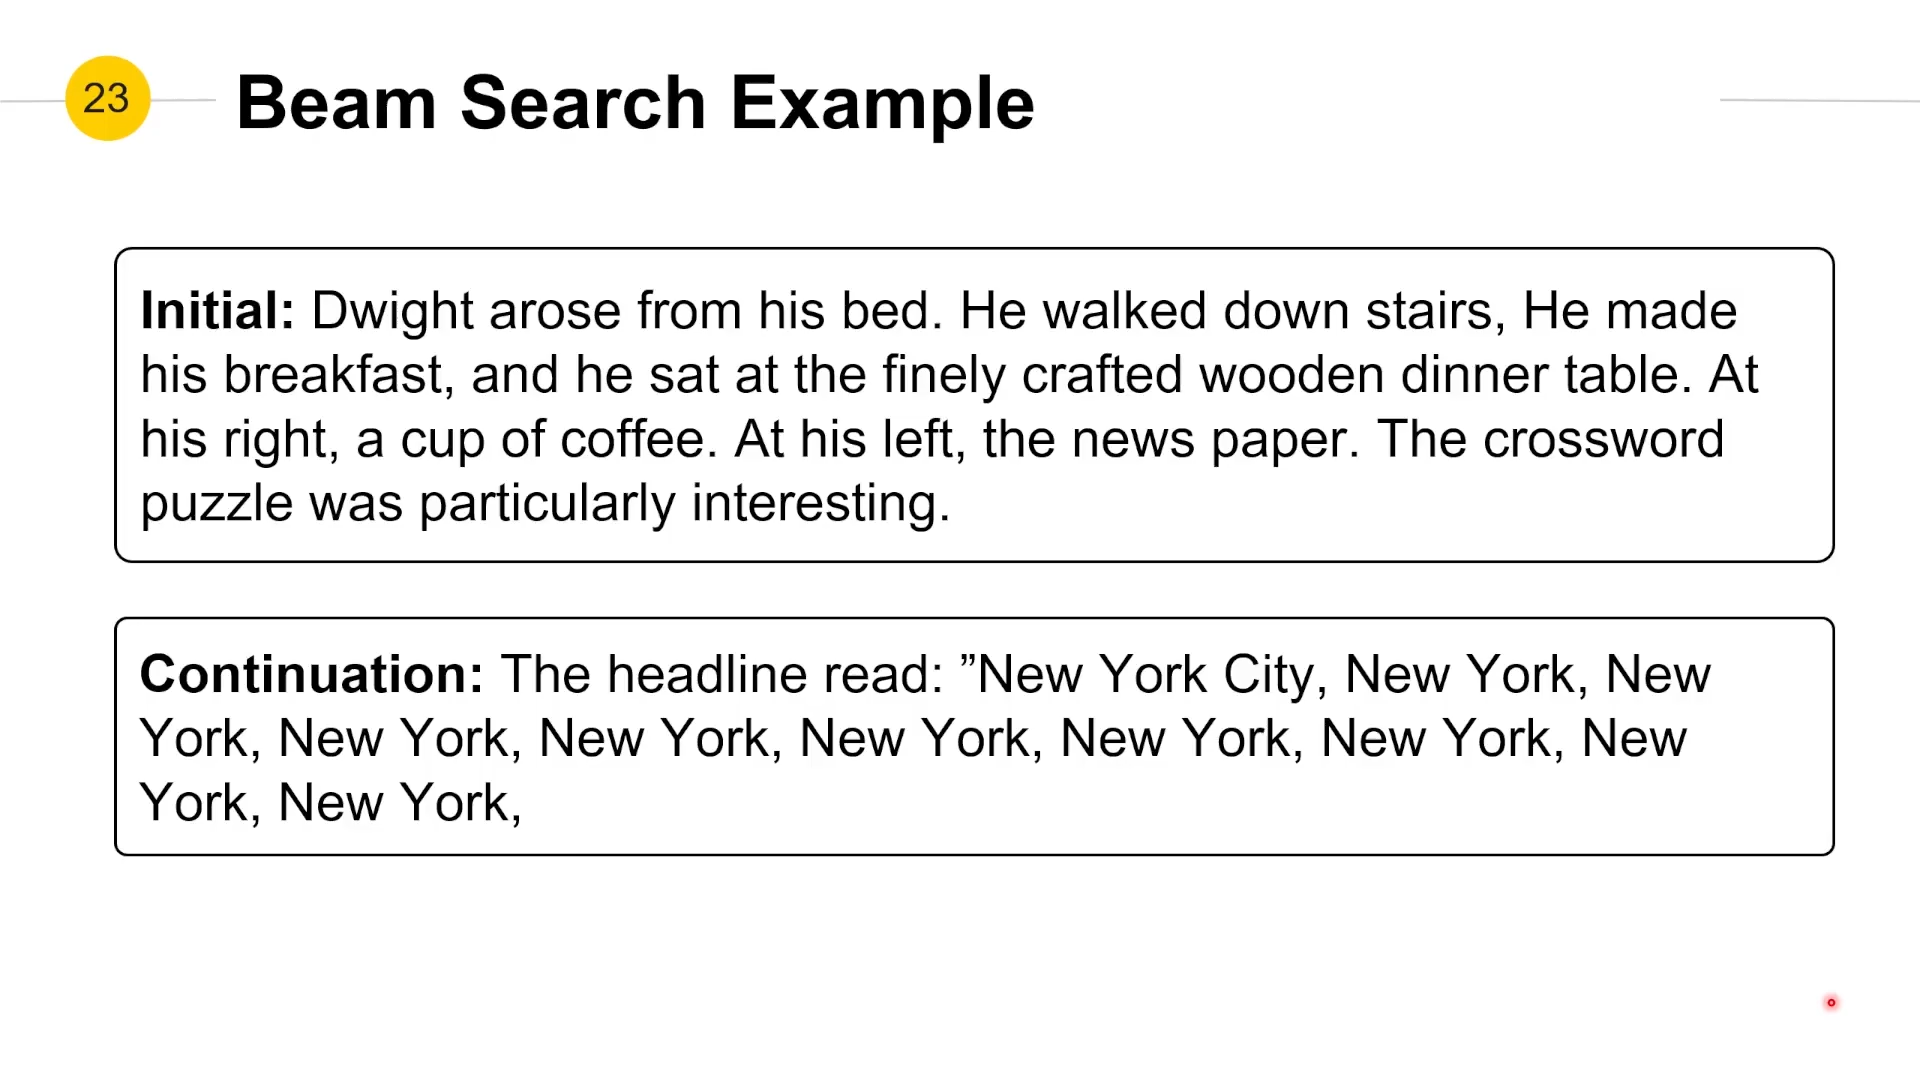 23
Beam Search Example
Initial: Dwight arose from his bed. He walked down stairs, He made
his breakfast, and he sat at the finely crafted wooden dinner table. At
his right, a cup of coffee. At his left, the news paper. The crossword
puzzle was particularly interesting.
Continuation: The headline read: ”New York City, New York, New
York, New York, New York, New York, New York, New York, New
York, New York,